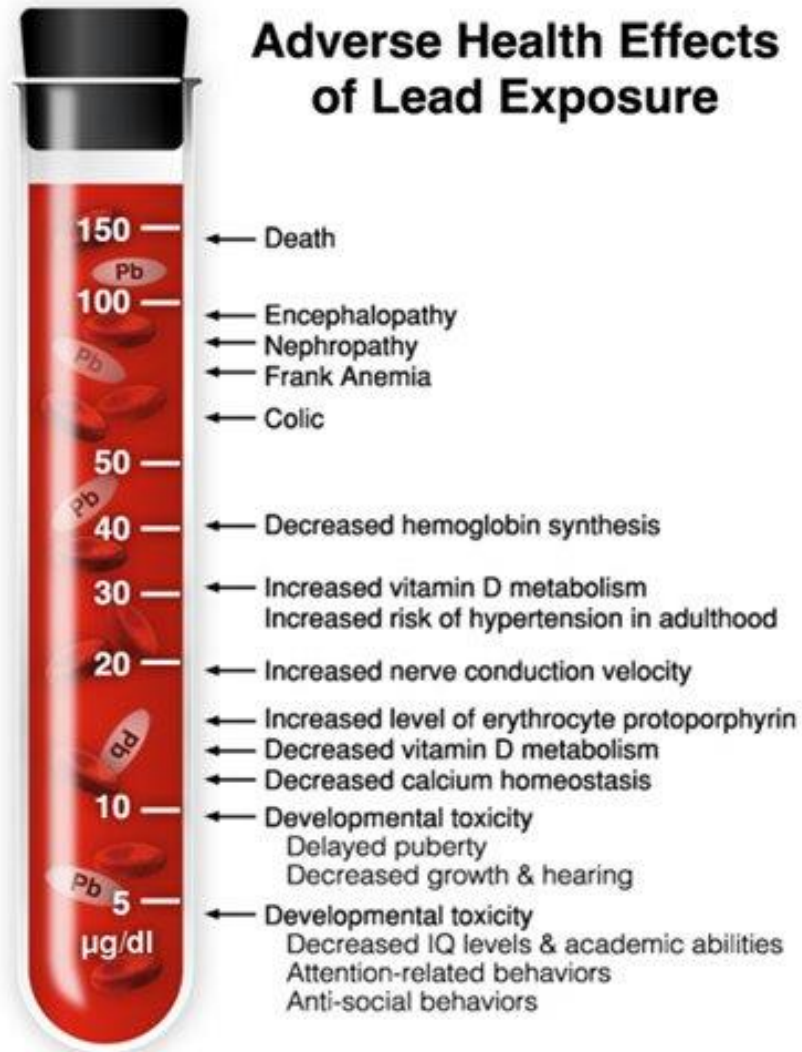 Adverse Health Effects
of Lead Exposure
150
Death
Pb
100
Encephalopathy
Nephropathy
Pb
Frank Anemia
Colic
50
Pb
40
Decreased hemoglobin synthesis
30
Increased vitamin D metabolism
Increased risk of hypertension in adulthood
20
Increased nerve conduction velocity
Increased level of erythrocyte protoporphyrin
Pb
Decreased vitamin D metabolism
Decreased calcium homeostasis
10
Developmental toxicity
Delayed puberty
Decreased growth & hearing
Pb
5
Developmental toxicity
µg/dl
Decreased IQ levels & academic abilities
Attention-related behaviors
Anti-social behaviors